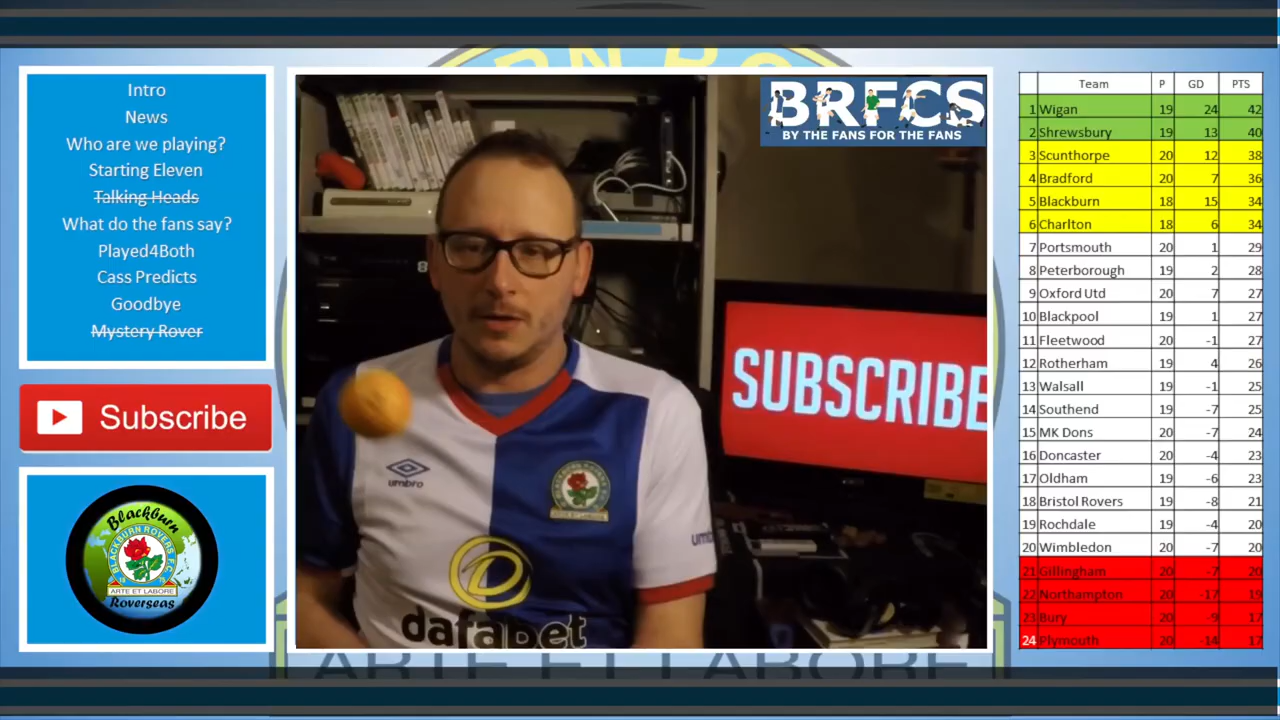 Intro
News
Who are we playing?
Starting Eleven
Talking Heads
What do the fans say?
Played4Both
Cass Predicts
Goodbye
Mystery Rover
Subscribe
Blackburn
BLACKBURN ROVERS F.C.
1875
ARTE ET LABORE
Roverseas
BRFCS
BY THE FANS FOR THE FANS
SUBSCRIBE
umbro
BLACKBURN ROVERS
umb
dafabet
ARTE ET LABORE
Team P GD PTS
1 Wigan 19 24 42
2 Shrewsbury 19 13 40
3 Scunthorpe 20 12 38
4 Bradford 20 7 36
5 Blackburn 18 15 34
6 Charlton 18 6 34
7 Portsmouth 20 1 29
8 Peterborough 19 2 28
9 Oxford Utd 20 7 27
10 Blackpool 19 1 27
11 Fleetwood 20 -1 27
12 Rotherham 19 4 26
13 Walsall 19 -1 25
14 Southend 19 -7 25
15 MK Dons 20 -7 24
16 Doncaster 20 -4 23
17 Oldham 19 -6 23
18 Bristol Rovers 19 -8 21
19 Rochdale 19 -4 20
20 Wimbledon 20 -7 20
21 Gillingham 20 -7 20
22 Northampton 20 -17 19
23 Bury 20 -9 17
24 Plymouth 20 -14 17